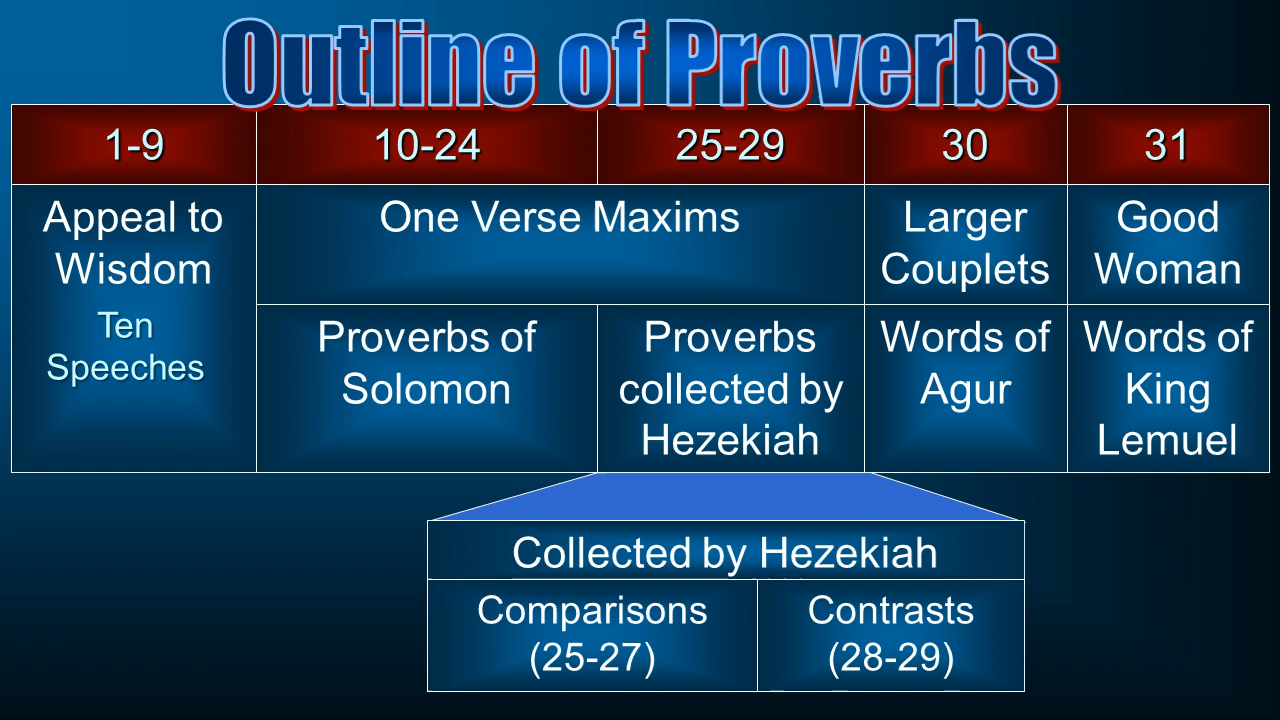 Outline of Proverbs
1-9
10-24
25-29
30
31
Appeal to
Wisdom
Ten
Speeches
One Verse Maxims
Larger
Couplets
Good
Woman
Proverbs of
Solomon
Proverbs
collected by
Hezekiah
Words of
Agur
Words of
King
Lemuel
Collected by Hezekiah
Comparisons
(25-27)
Contrasts
(28-29)